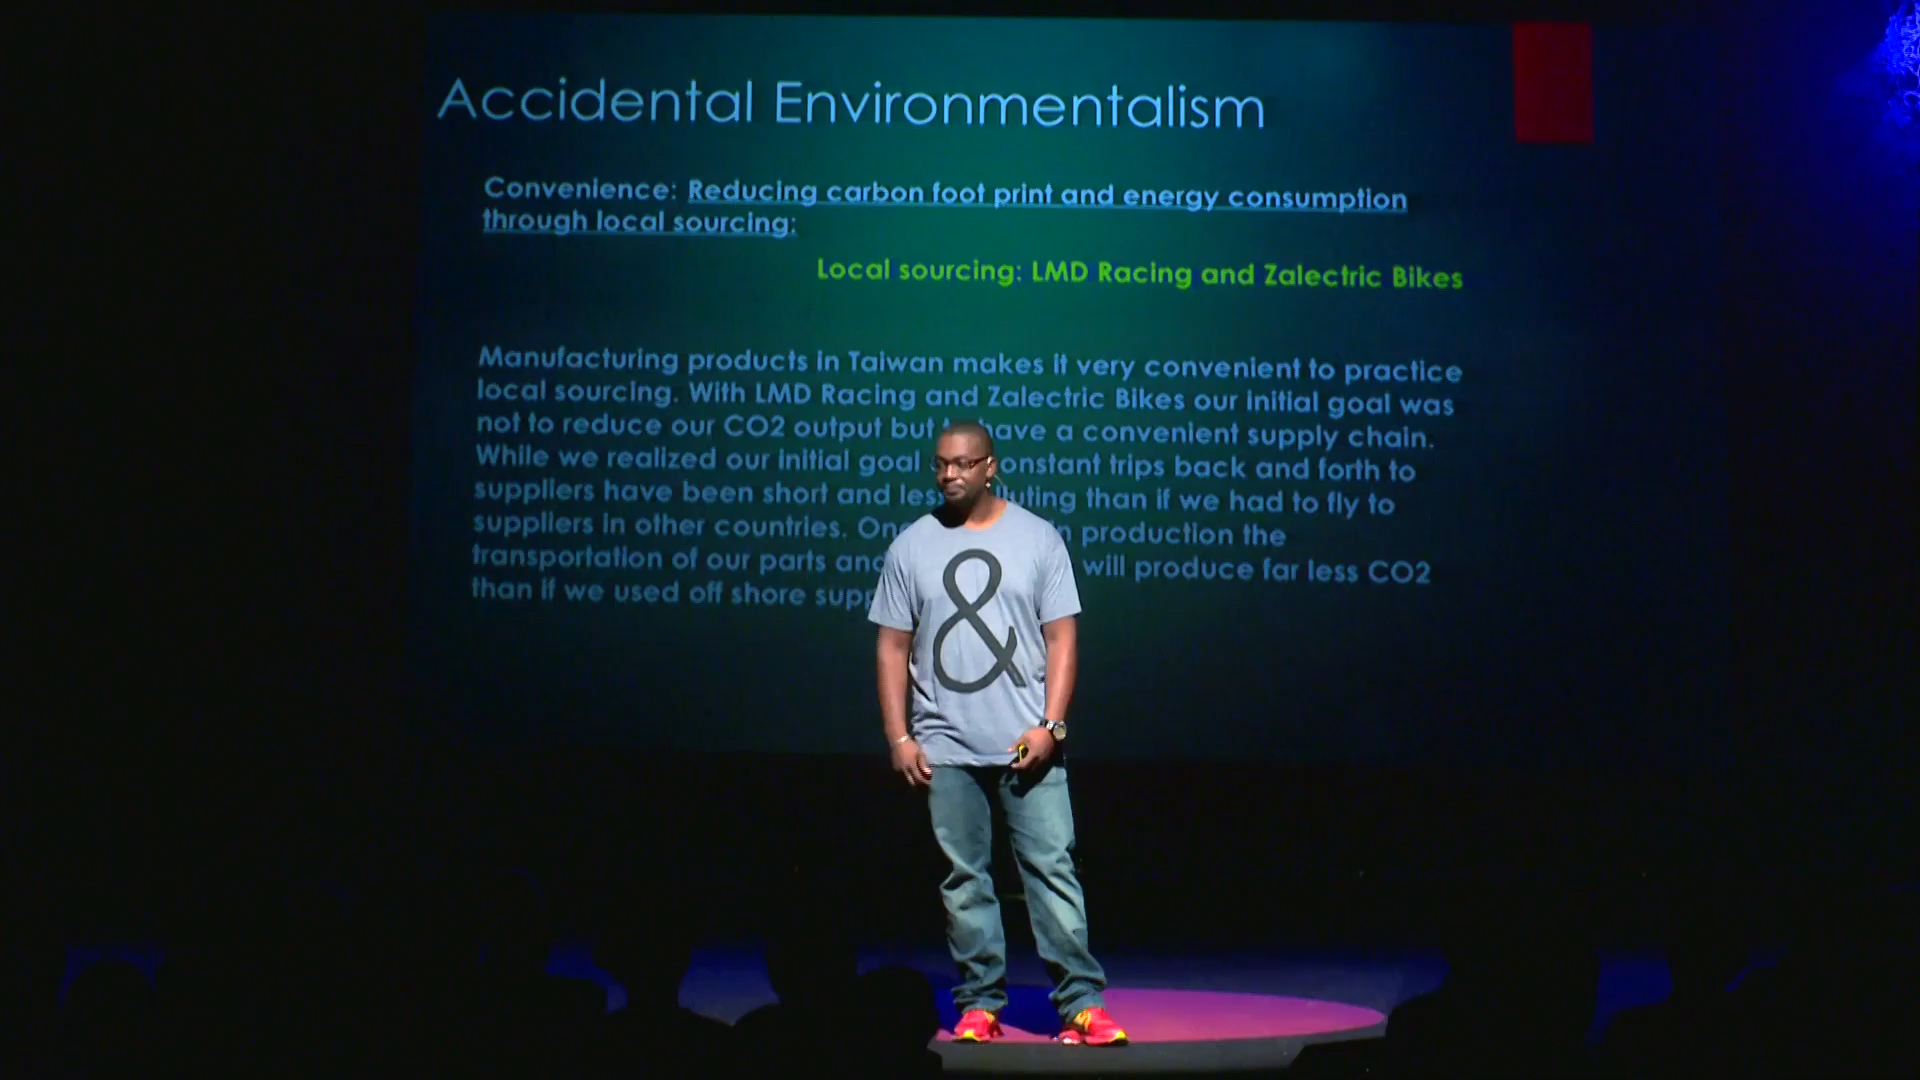 Accidental Environmentalism
Convenience: Reducing carbon foot print and energy consumption
through local sourcing:
Local sourcing: LMD Racing and Zalectric Bikes
Manufacturing products in Taiwan makes it very convenient to practice
local sourcing. With LMD Racing and Zalectric Bikes our initial goal was
not to reduce our CO2 output but have a convenient supply chain.
While we realized our initial goal constant trips back and forth to
suppliers have been short and less polluting than if we had to fly to
suppliers in other countries. production the
transportation of our parts and will produce far less CO2
than if we used off shore
&